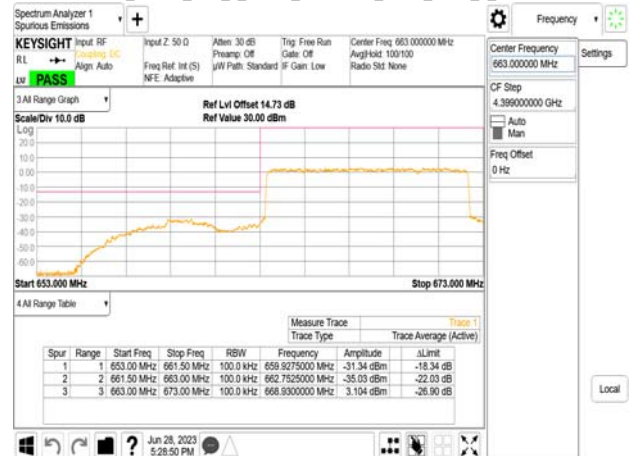 Spectrum Analyzer 1
Spurious Emissions
Frequency
KEYSIGHT
RL
LU PASS
Input: RF
Coupling: DC
Align: Auto
Input Z: 50 Ω
Freq Ref: Int (S)
NFE: Adaptive
Atten: 30 dB
Preamp: Off
µW Path: Standard
Trig: Free Run
Gate: Off
IF Gain: Low
Center Freq: 663.000000 MHz
Avg|Hold: 100/100
Radio Std: None
Center Frequency
663.000000 MHz
Settings
CF Step
4.399000000 GHz
Auto
Man
Freq Offset
0 Hz
Local
3 All Range Graph
Scale/Div 10.0 dB
Ref Lvl Offset 14.73 dB
Ref Value 30.00 dBm
Log
20.0
10.0
0.00
-10.0
-20.0
-30.0
-40.0
-50.0
-60.0
Start 653.000 MHz
Stop 673.000 MHz
4 All Range Table
Measure Trace Trace 1
Trace Type Trace Average (Active)
Spur Range Start Freq Stop Freq RBW Frequency Amplitude ΔLimit
1 1 653.00 MHz 661.50 MHz 100.0 kHz 659.9275000 MHz -31.34 dBm -18.34 dB
2 2 661.50 MHz 663.00 MHz 100.0 kHz 662.7525000 MHz -35.03 dBm -22.03 dB
3 3 663.00 MHz 673.00 MHz 100.0 kHz 668.9300000 MHz 3.104 dBm -26.90 dB
?
Jun 28, 2023
5:28:50 PM